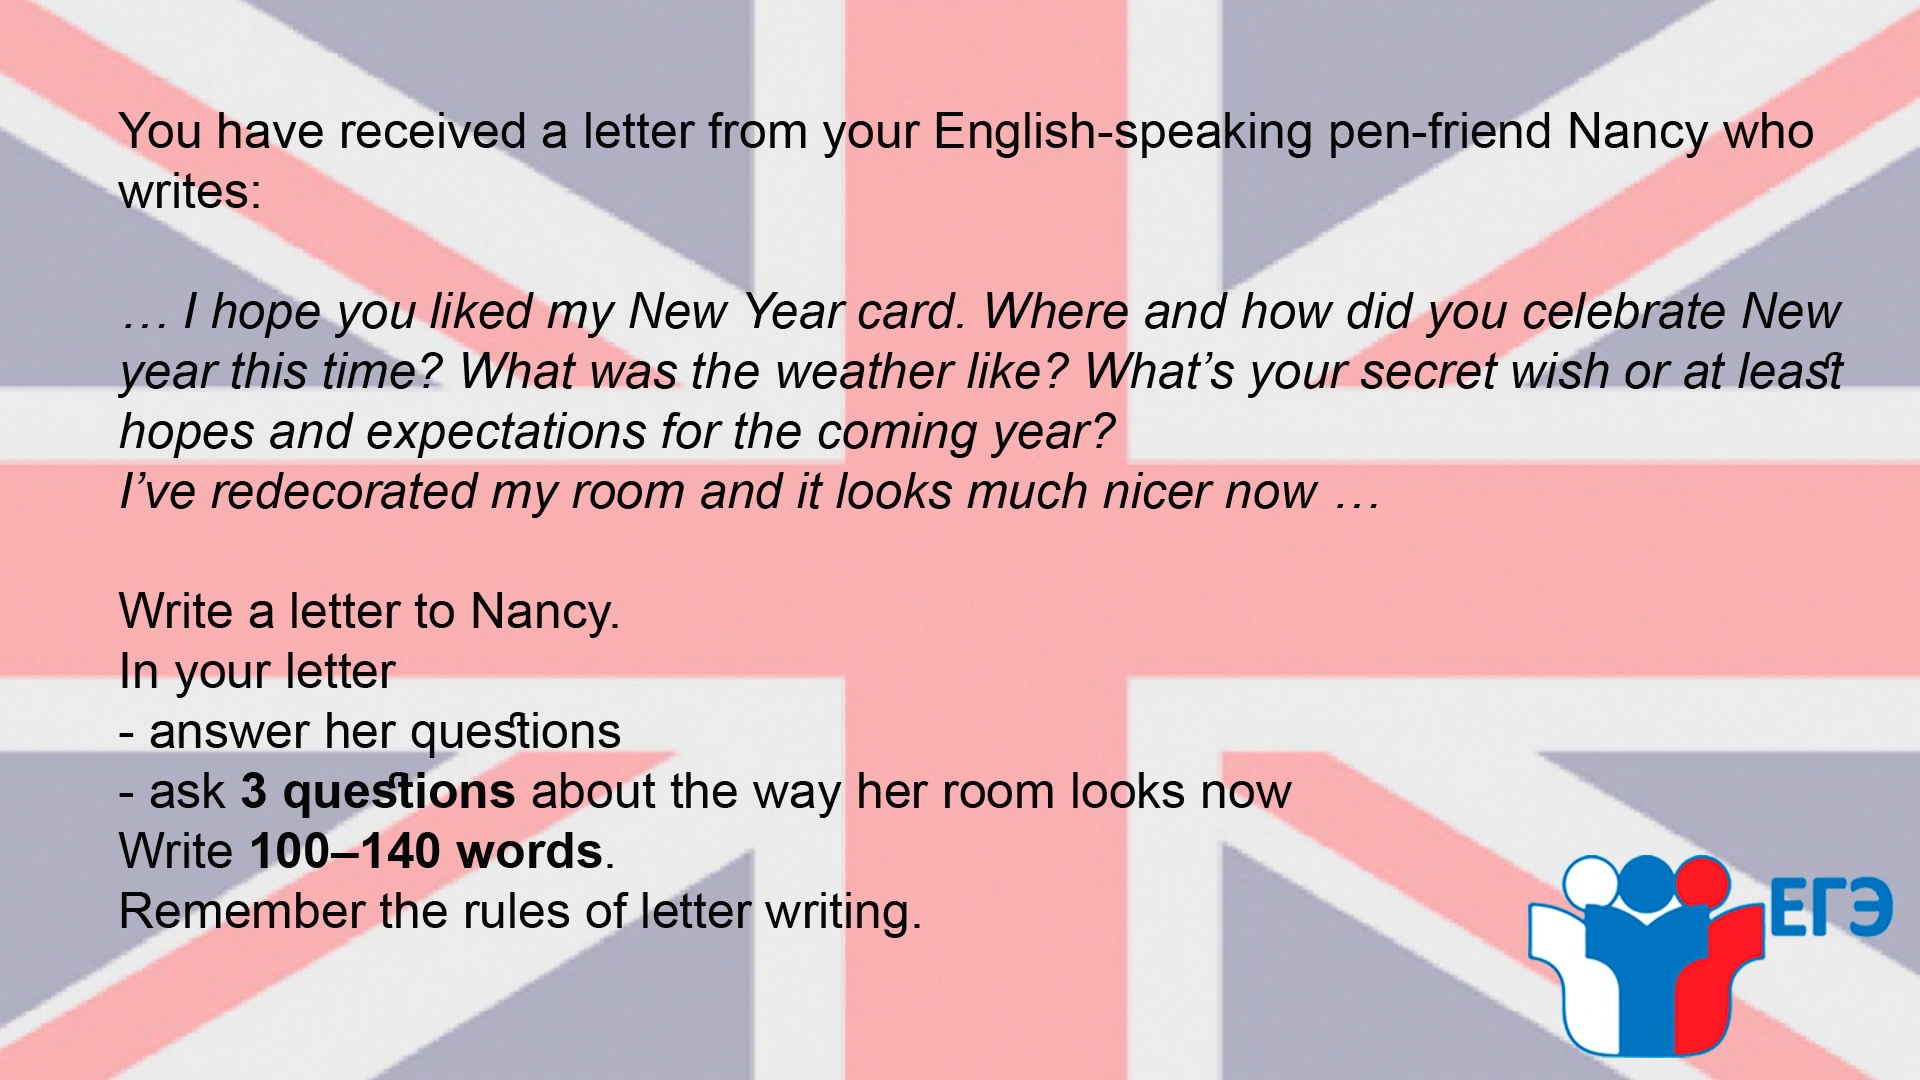 You have received a letter from your English-speaking pen-friend Nancy who
writes:
… I hope you liked my New Year card. Where and how did you celebrate New
year this time? What was the weather like? What’s your secret wish or at least
hopes and expectations for the coming year?
I’ve redecorated my room and it looks much nicer now …
Write a letter to Nancy.
In your letter
- answer her questions
- ask 3 questions about the way her room looks now
Write 100–140 words.
Remember the rules of letter writing.
ЕГЭ